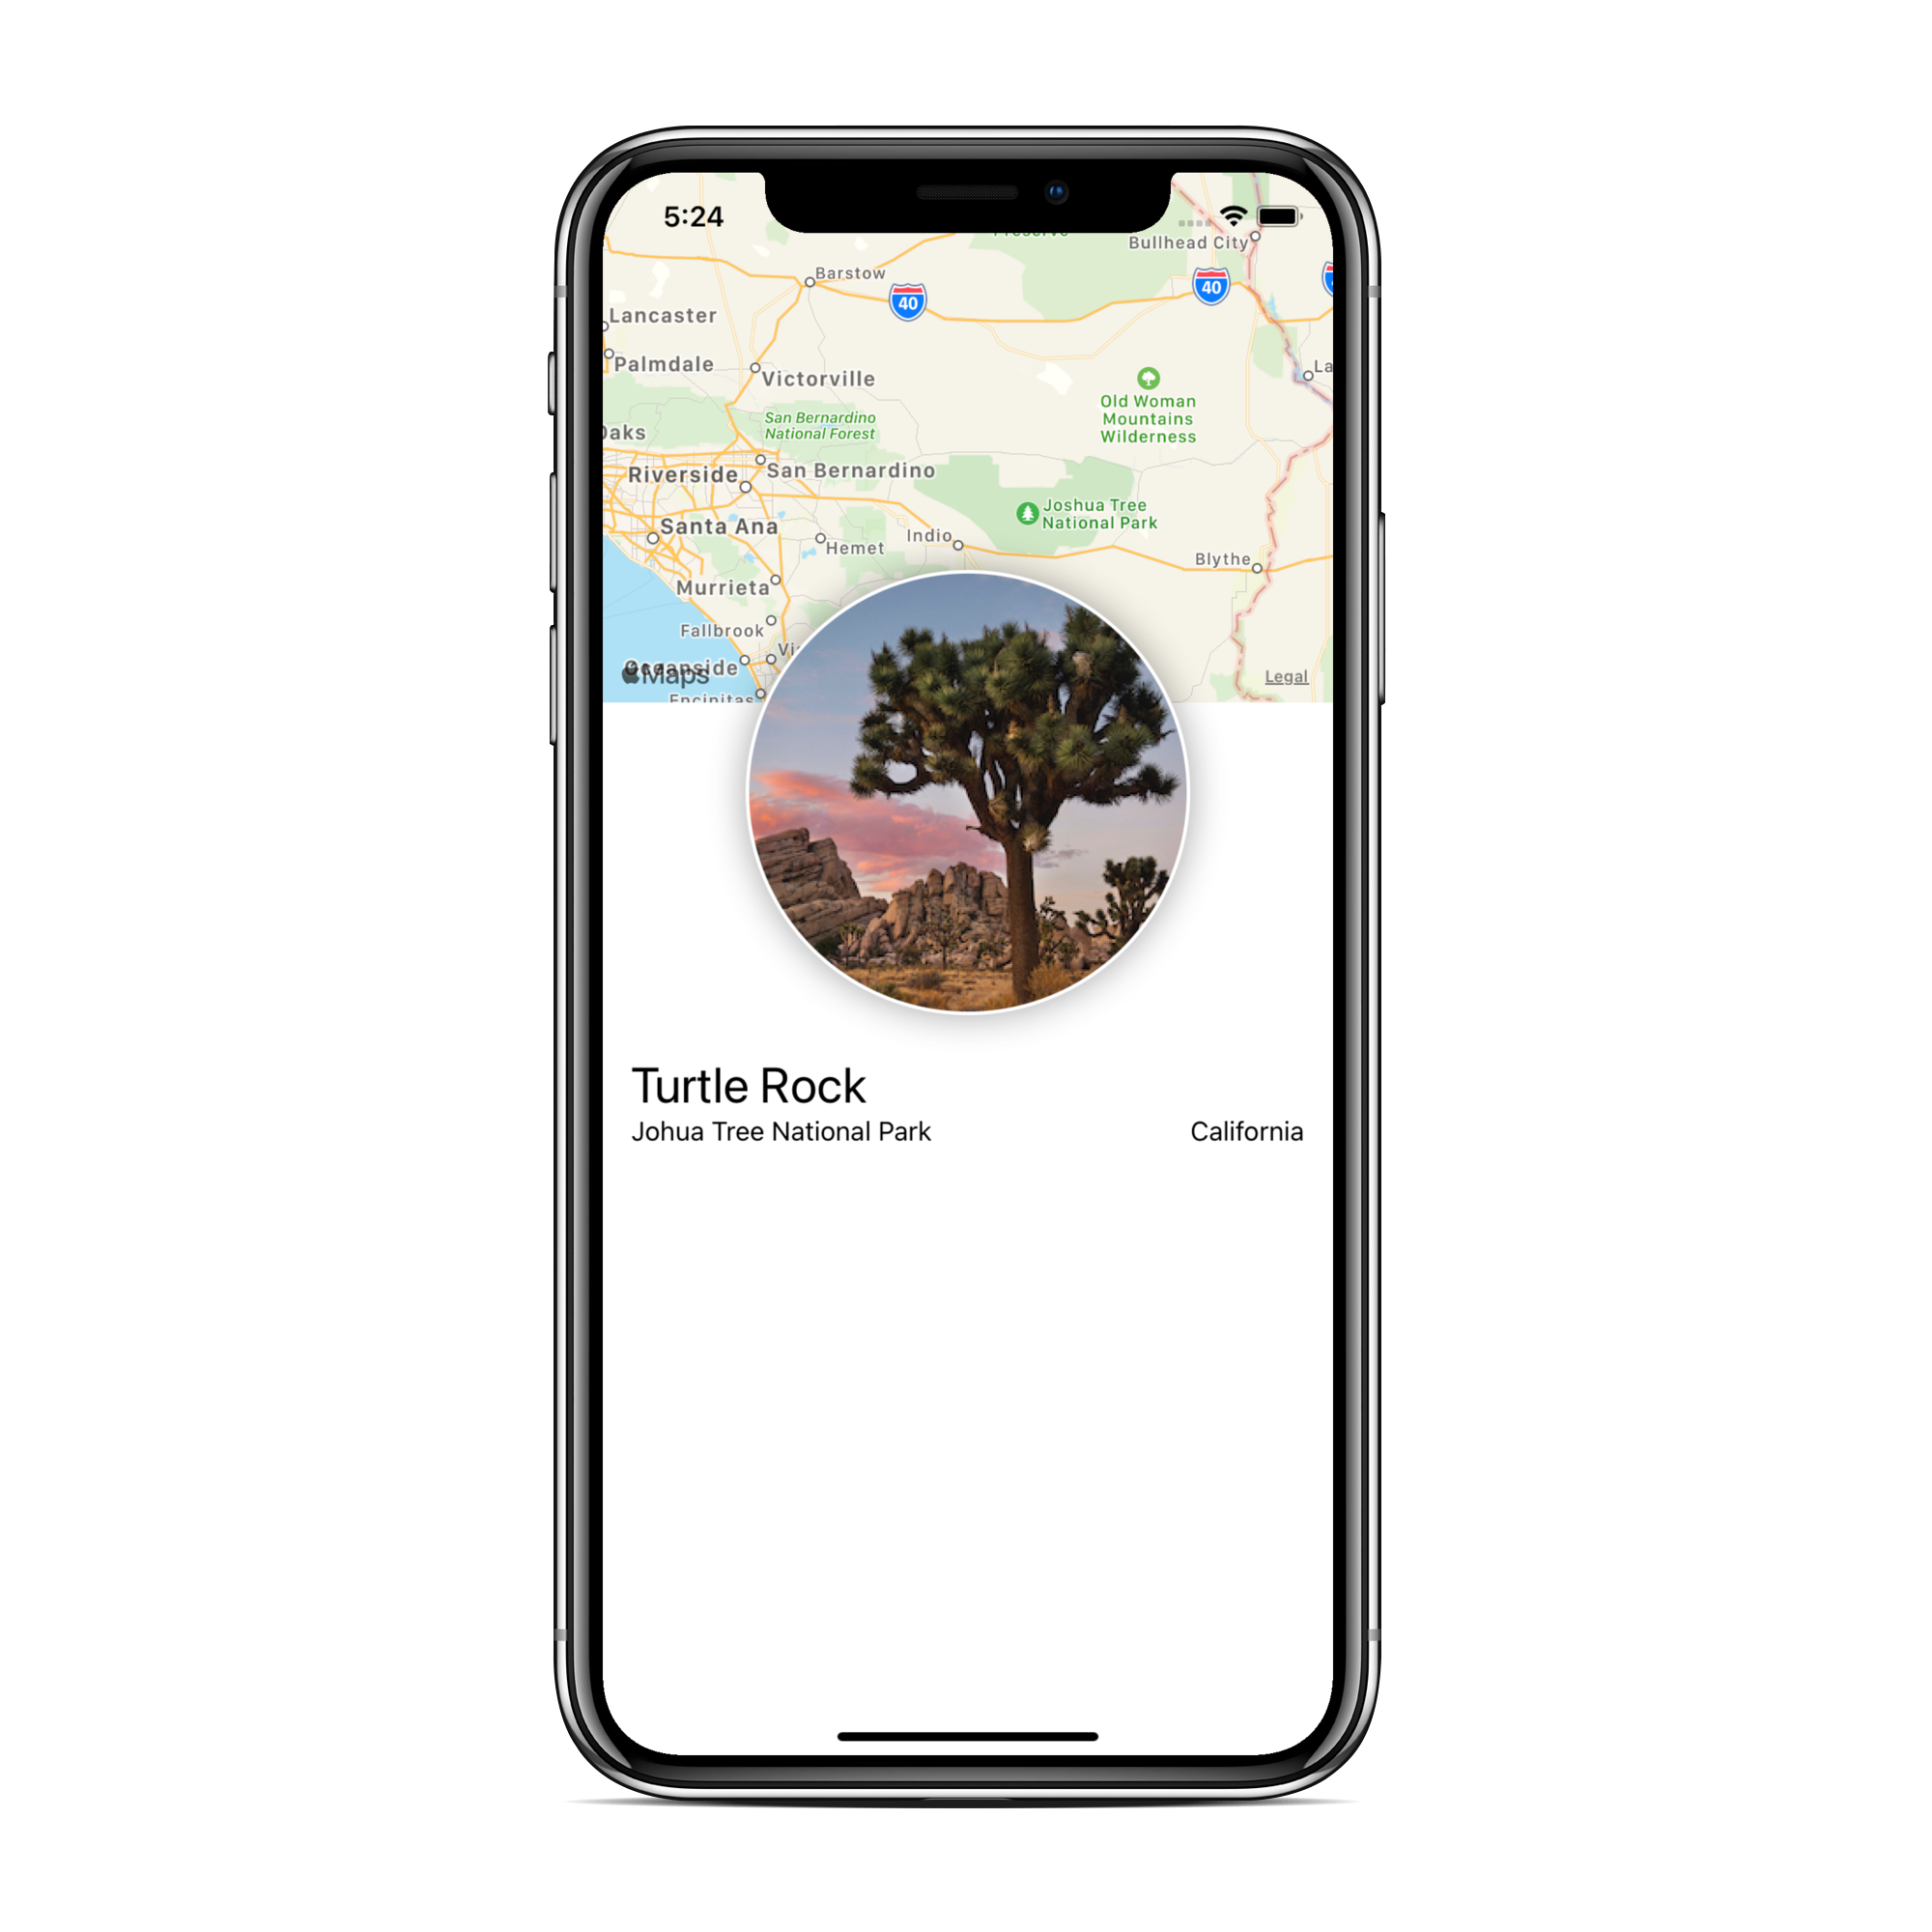 5:24
Bullhead City
Barstow
40
40
Lancaster
Palmdale
Victorville
San Bernardino
National Forest
Old Woman
Mountains
Wilderness
Riverside
San Bernardino
Joshua Tree
National Park
Santa Ana
Indio
Hemet
Blythe
Murrieta
Fallbrook
Oceanside
Maps
Legal
Encinitas
Turtle Rock
Johua Tree National Park
California